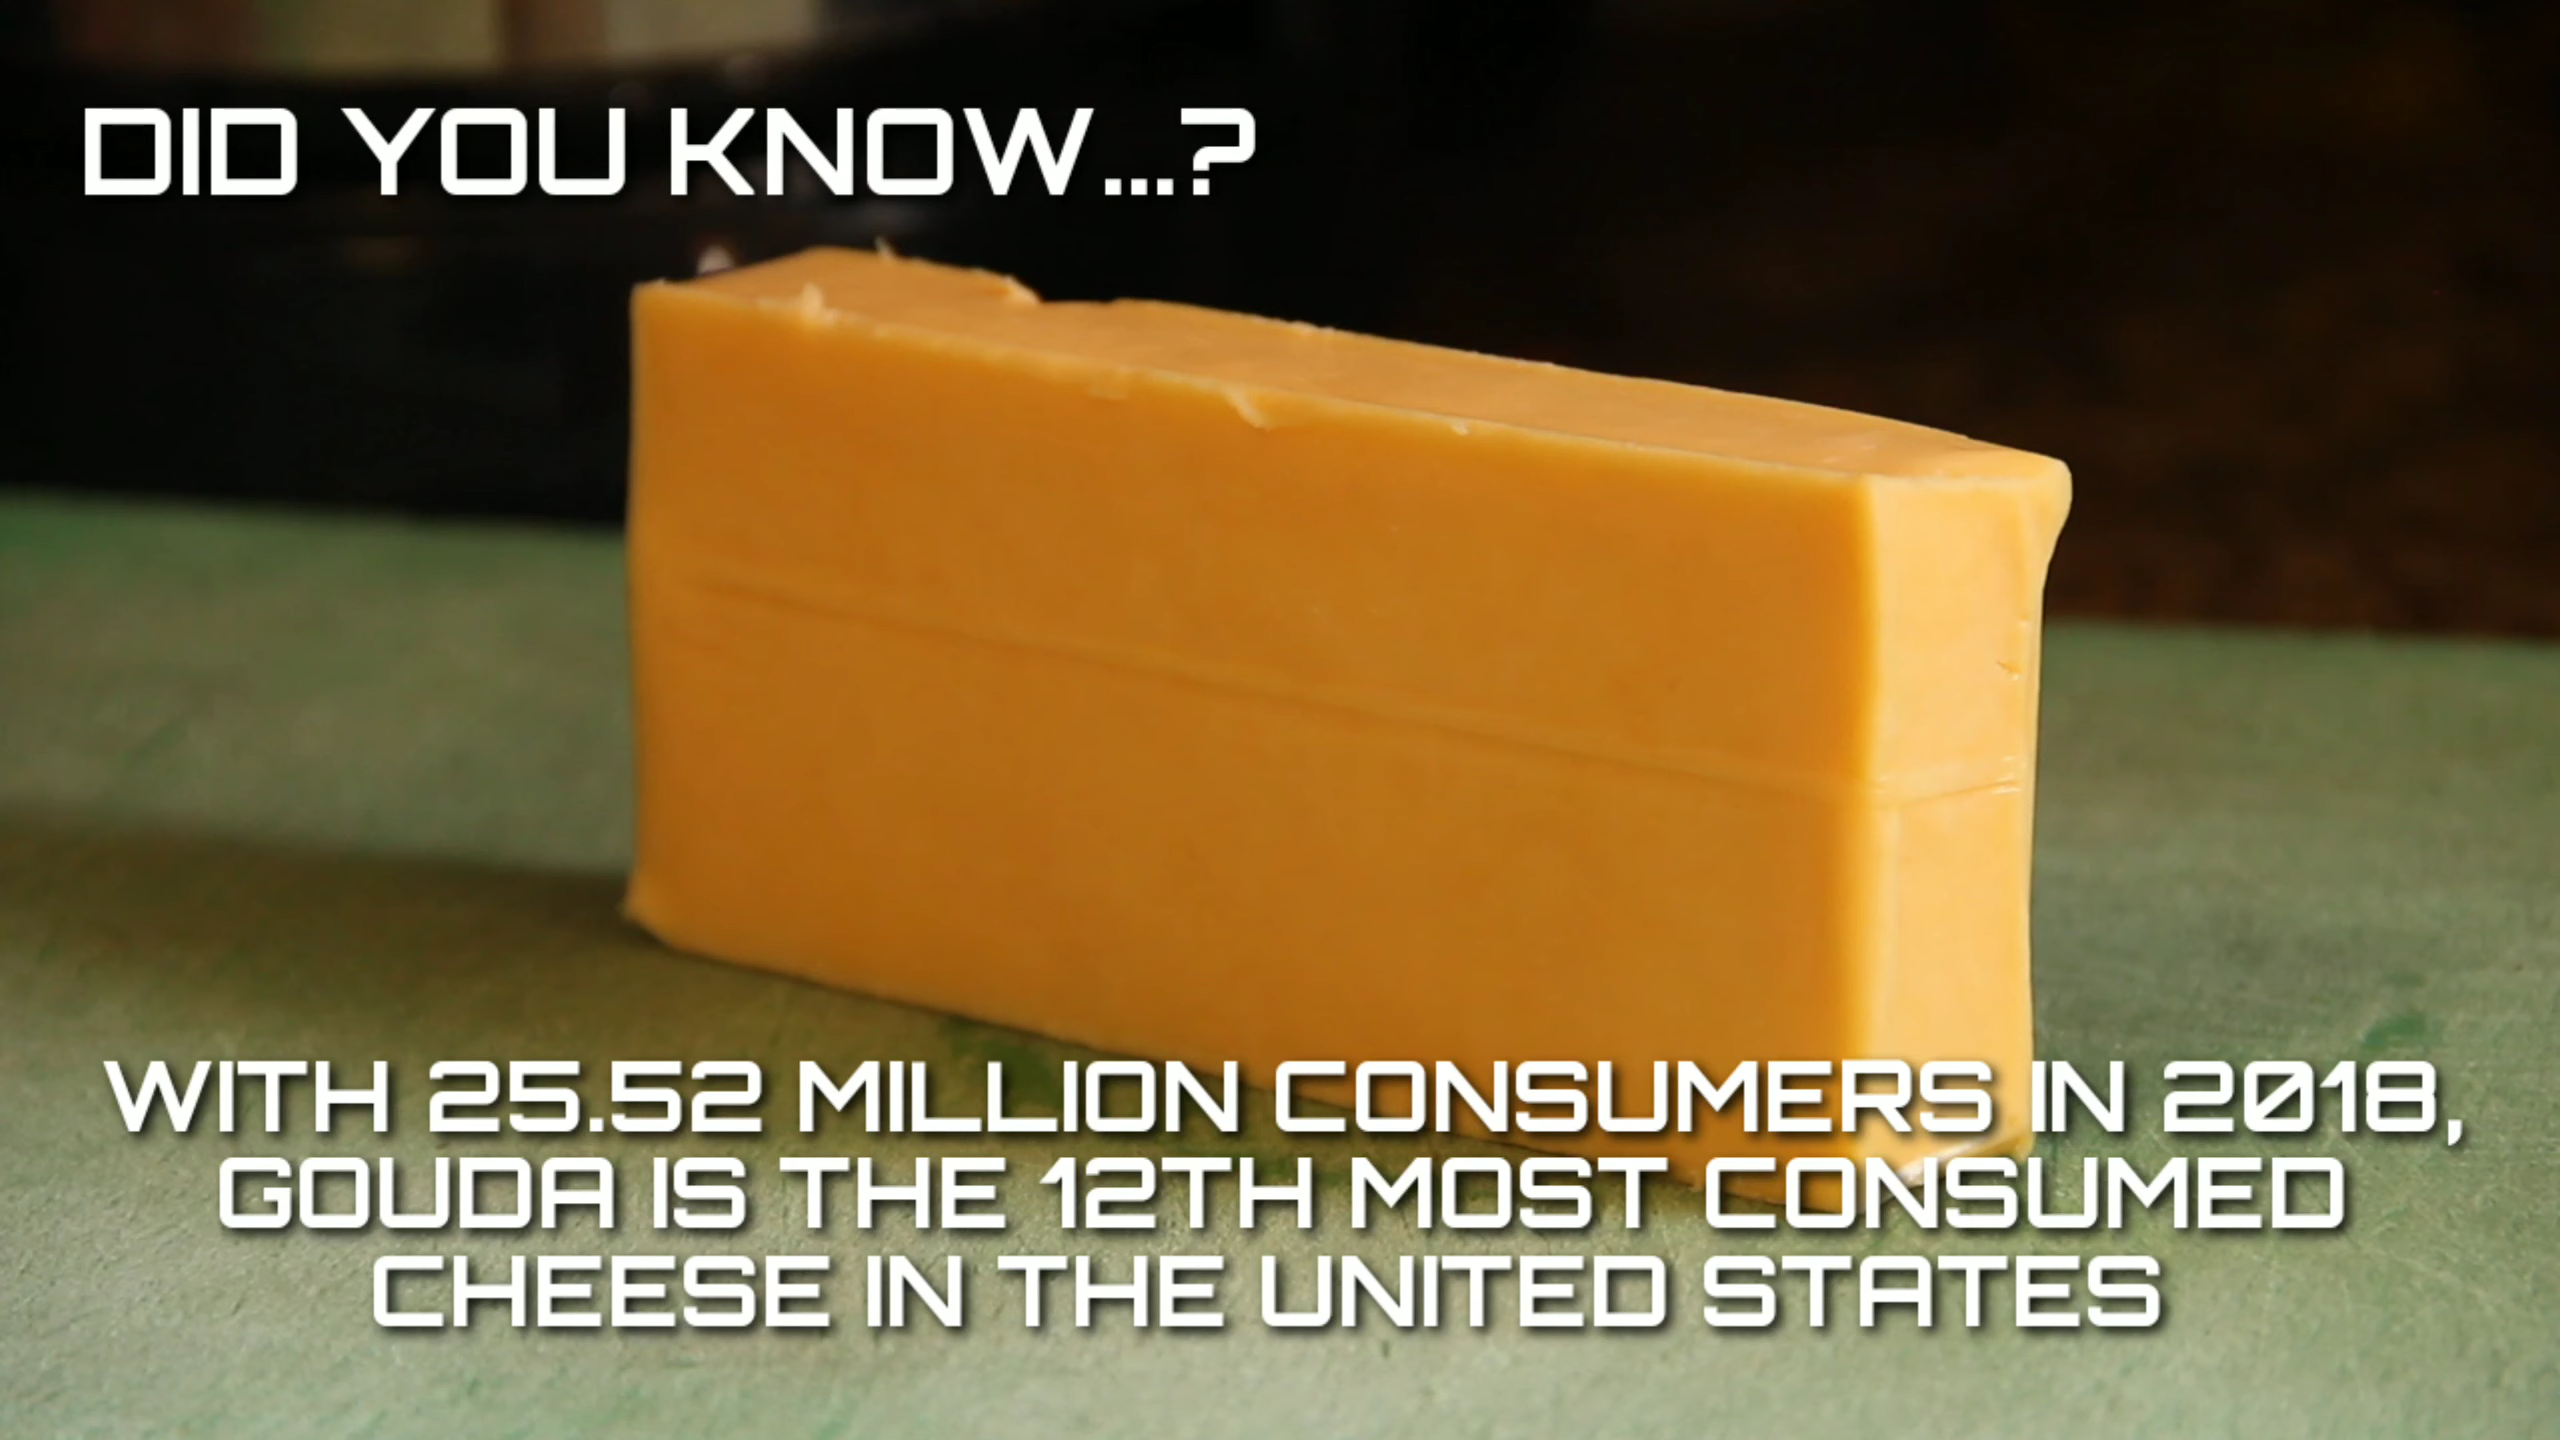 DID YOU KNOW...?
WITH 25.52 MILLION CONSUMERS IN 2018,
GOUDA IS THE 12TH MOST CONSUMED
CHEESE IN THE UNITED STATES